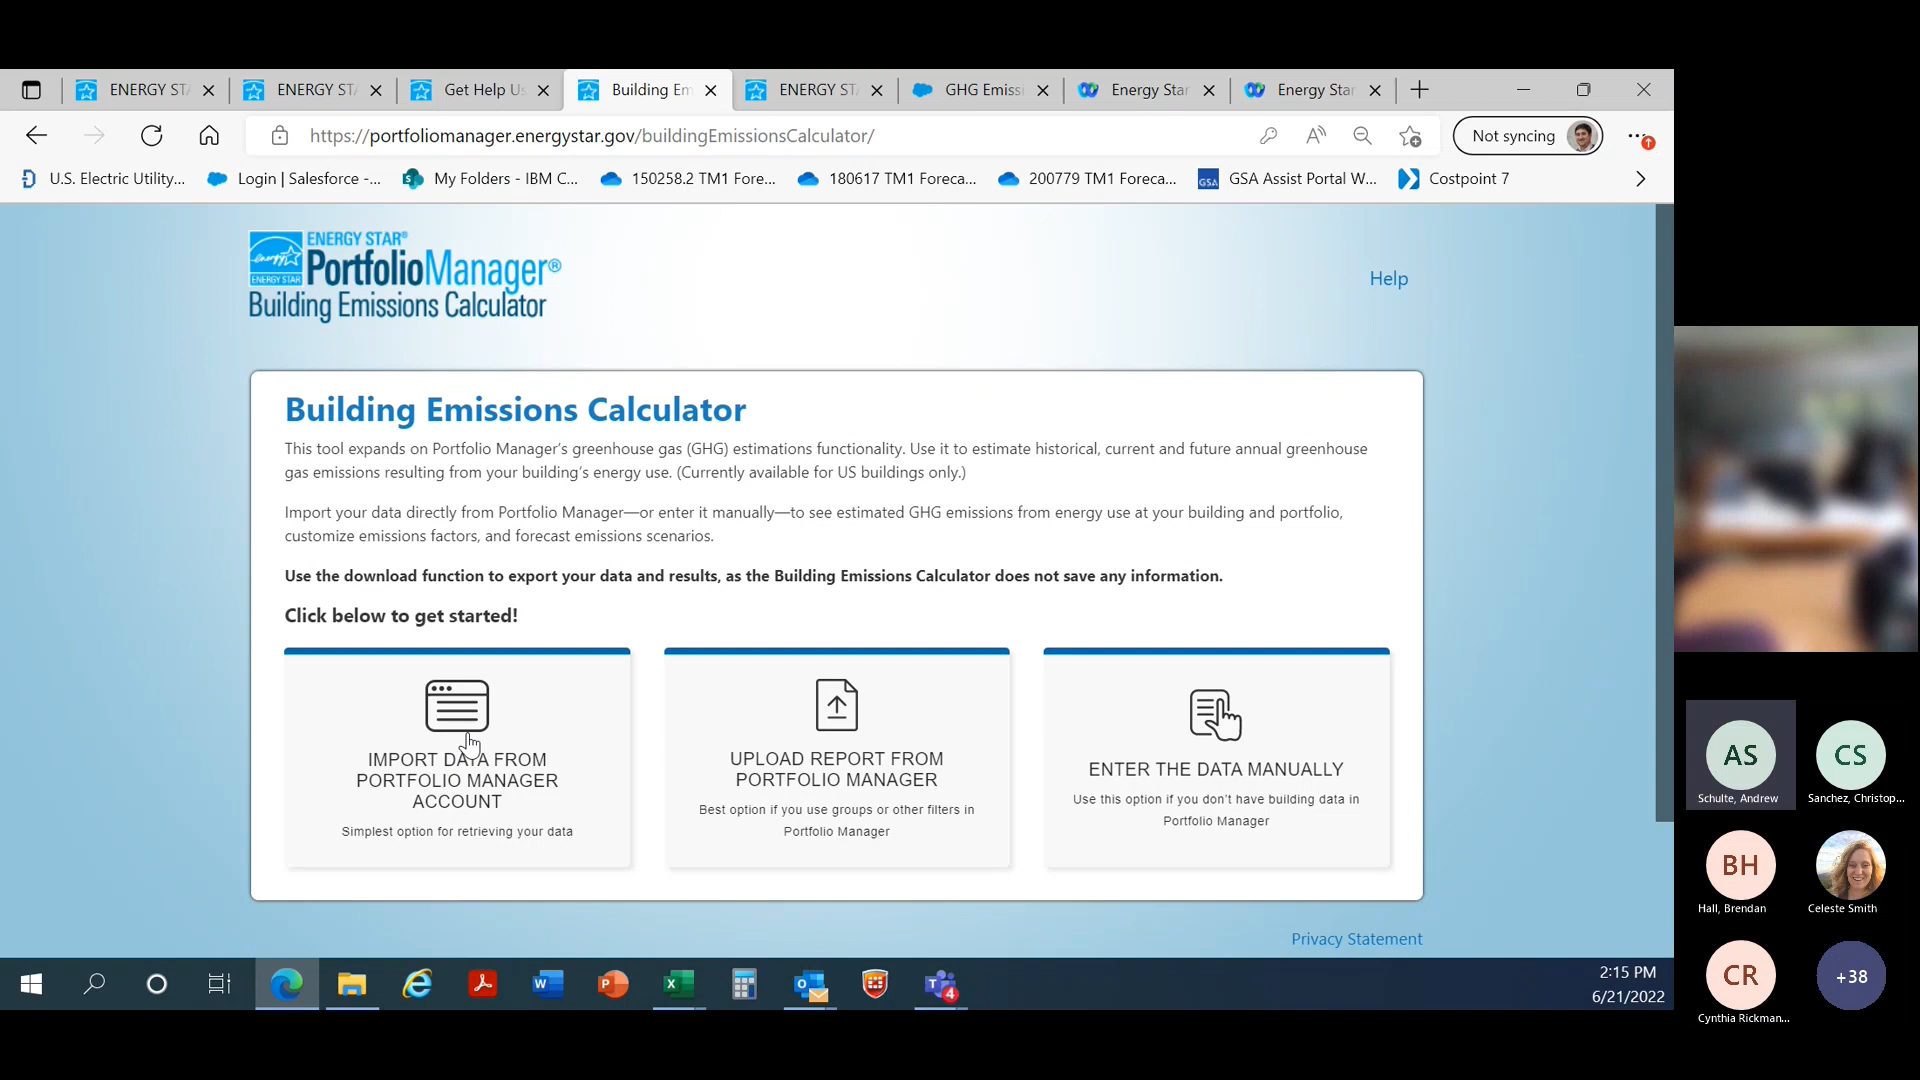 ENERGY ST
ENERGY ST
Get Help Us
Building Em
ENERGY ST
GHG Emissi
Energy Star
Energy Star
https://portfoliomanager.energystar.gov/buildingEmissionsCalculator/
Not syncing
U.S. Electric Utility...
Login | Salesforce -...
My Folders - IBM C...
150258.2 TM1 Fore...
180617 TM1 Foreca...
200779 TM1 Foreca...
GSA
GSA Assist Portal W...
Costpoint 7
ENERGY STAR®
PortfolioManager®
Building Emissions Calculator
energy
ENERGY STAR
Help
Building Emissions Calculator
This tool expands on Portfolio Manager's greenhouse gas (GHG) estimations functionality. Use it to estimate historical, current and future annual greenhouse
gas emissions resulting from your building's energy use. (Currently available for US buildings only.)
Import your data directly from Portfolio Manager—or enter it manually—to see estimated GHG emissions from energy use at your building and portfolio,
customize emissions factors, and forecast emissions scenarios.
Use the download function to export your data and results, as the Building Emissions Calculator does not save any information.
Click below to get started!
IMPORT DATA FROM
PORTFOLIO MANAGER
ACCOUNT
Simplest option for retrieving your data
UPLOAD REPORT FROM
PORTFOLIO MANAGER
Best option if you use groups or other filters in
Portfolio Manager
ENTER THE DATA MANUALLY
Use this option if you don't have building data in
Portfolio Manager
Privacy Statement
2:15 PM
6/21/2022
4
AS
Schulte, Andrew
CS
Sanchez, Christop...
BH
Hall, Brendan
Celeste Smith
CR
Cynthia Rickman...
+38